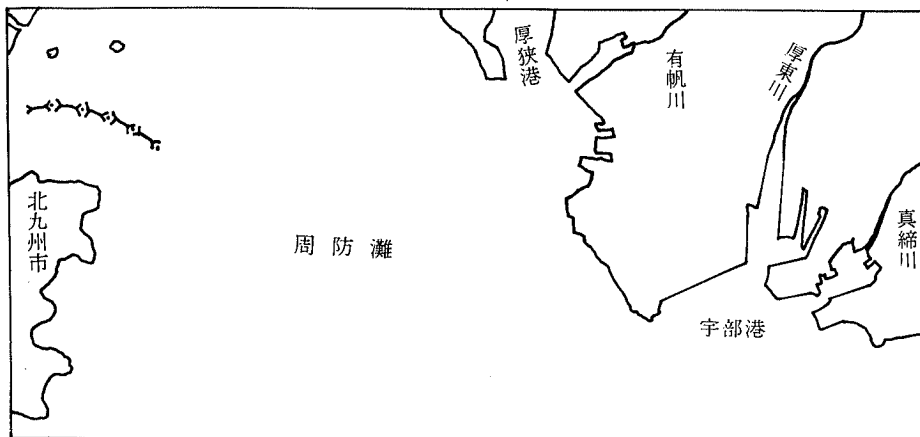 厚狭港
有帆川
厚東川
真締川
北九州市
周防灘
宇部港